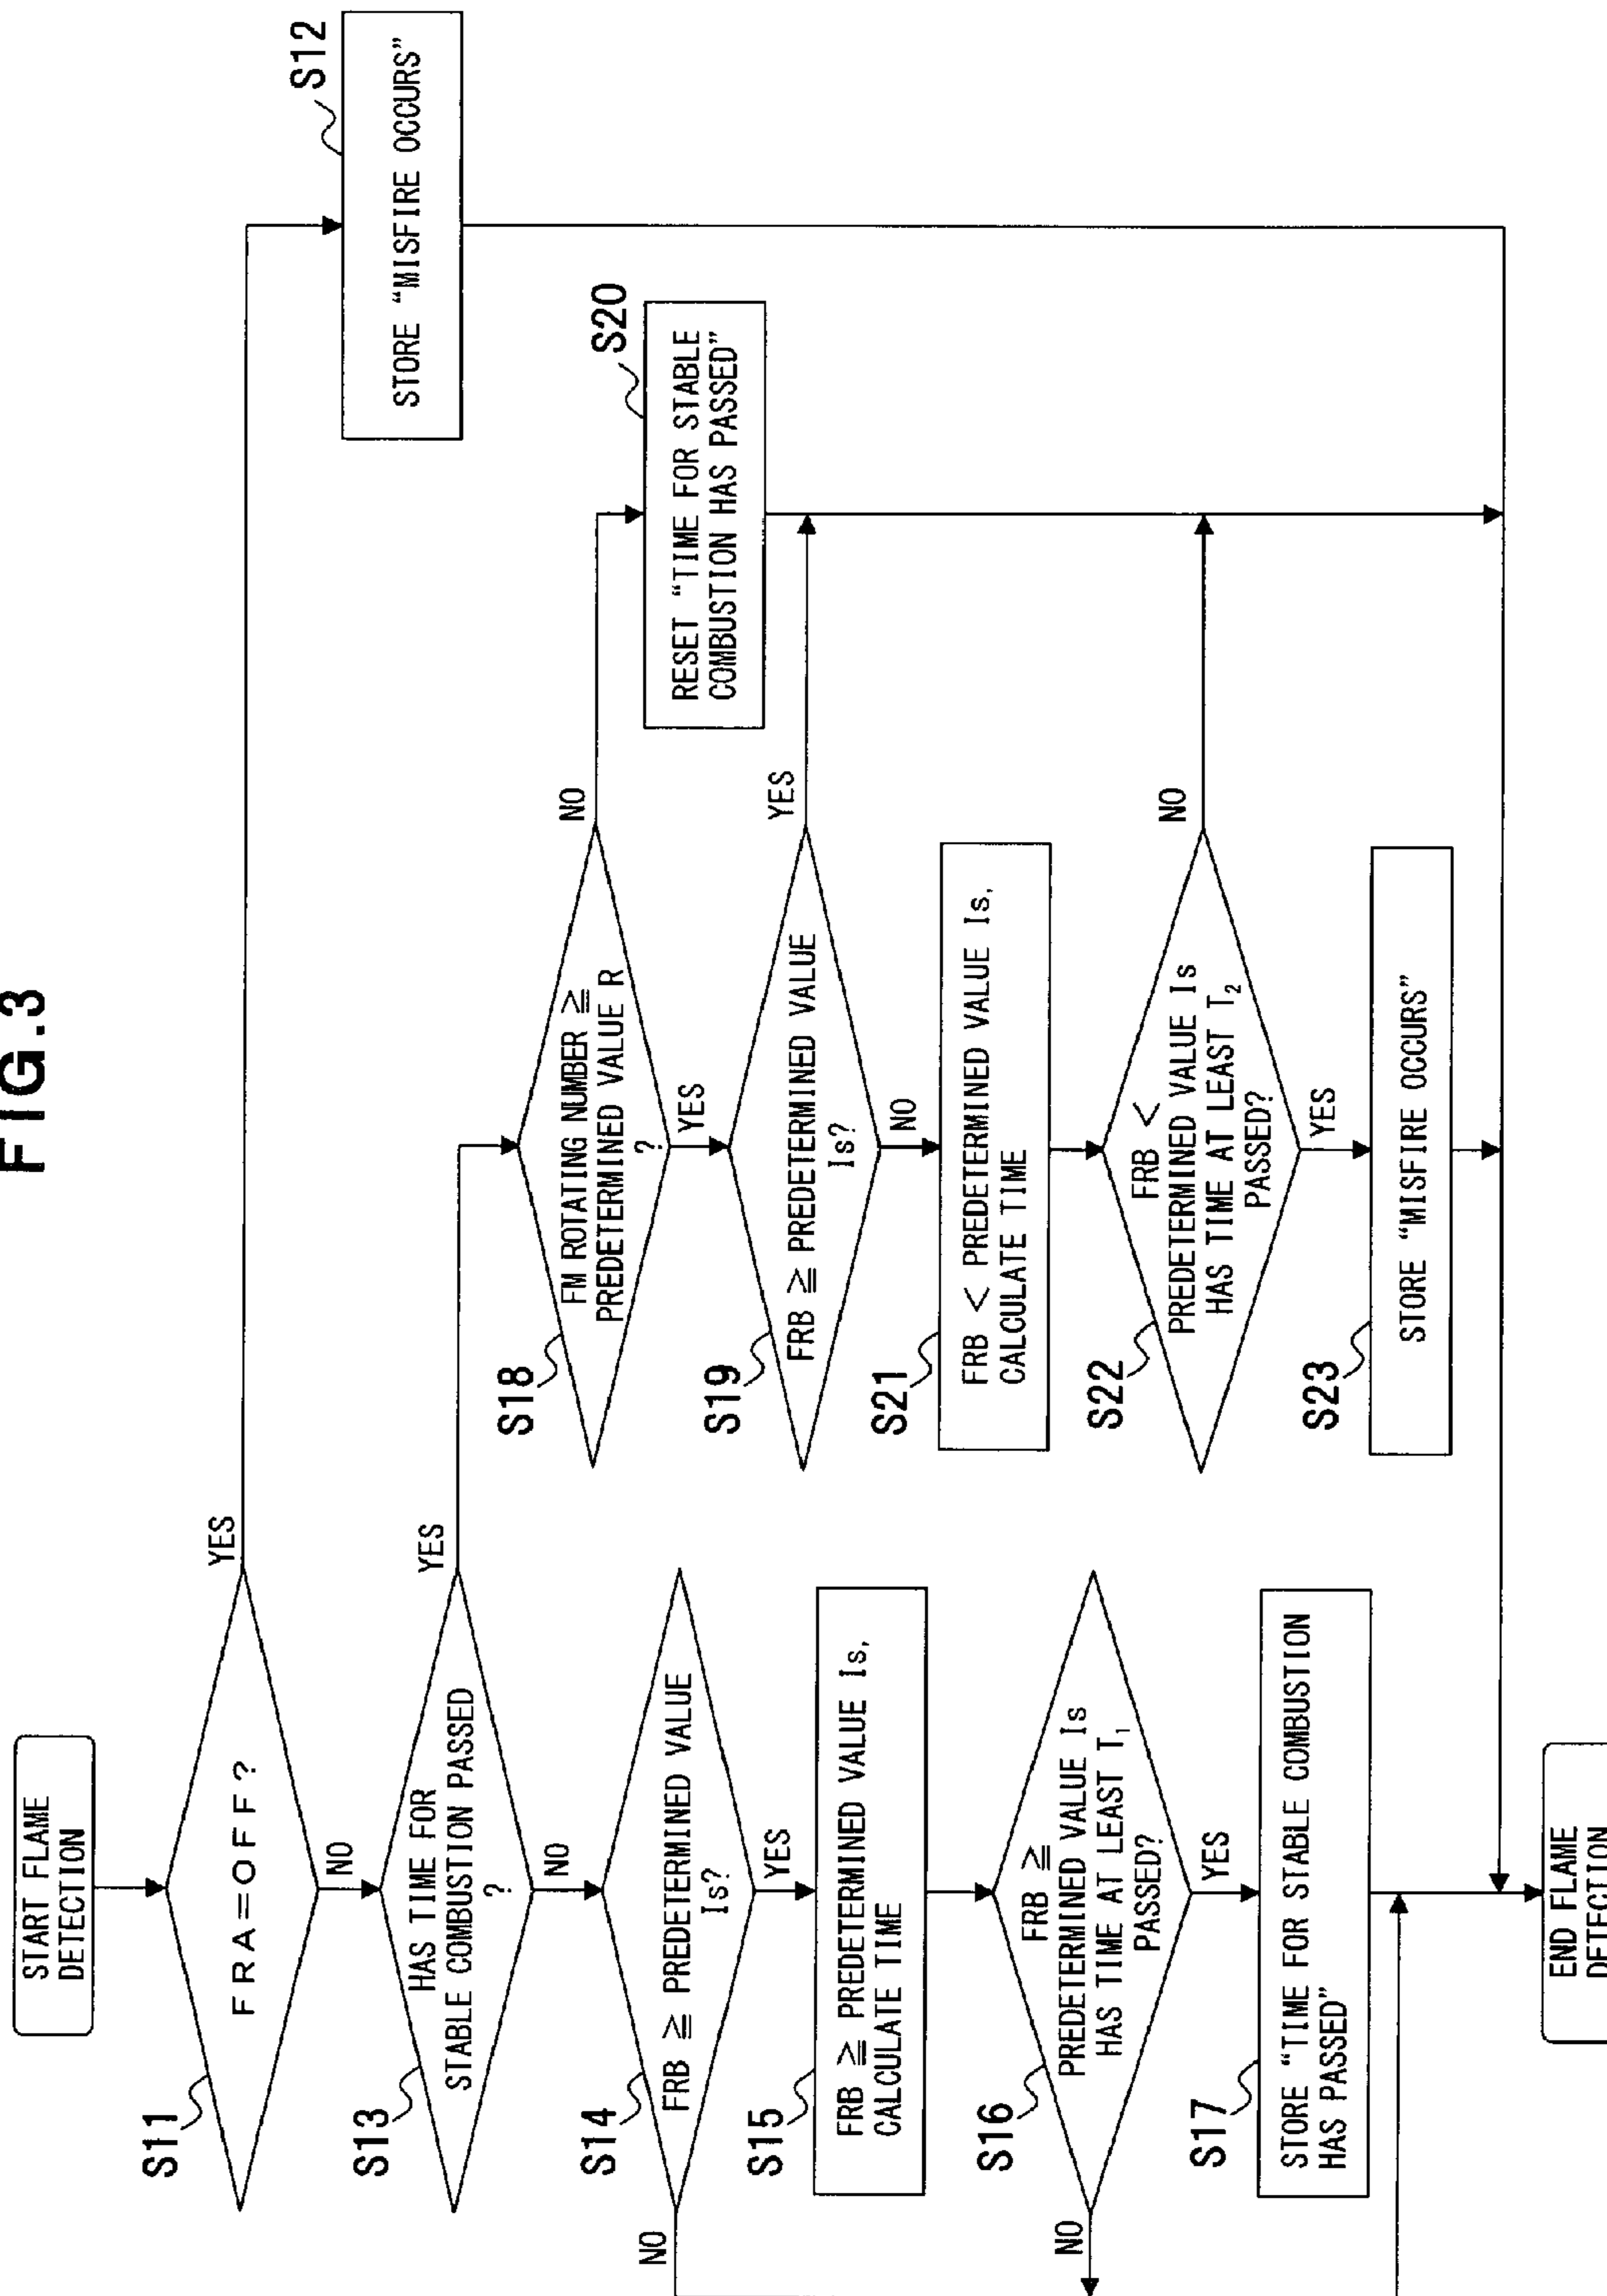 FIG.3
START FLAME
DETECTION
S11
FRA=OFF?
YES
NO
S12
STORE “MISFIRE OCCURS”
S13
HAS TIME FOR
STABLE COMBUSTION PASSED
?
YES
NO
S14
FRB ≧ PREDETERMINED VALUE
Is?
NO
YES
S15
FRB ≧ PREDETERMINED VALUE Is,
CALCULATE TIME
S16
FRB ≧
PREDETERMINED VALUE Is
HAS TIME AT LEAST T₁
PASSED?
NO
YES
S17
STORE “TIME FOR STABLE COMBUSTION
HAS PASSED”
S18
FM ROTATING NUMBER ≧
PREDETERMINED VALUE R
?
NO
YES
S20
RESET “TIME FOR STABLE
COMBUSTION HAS PASSED”
S19
FRB ≧ PREDETERMINED VALUE
Is?
YES
NO
S21
FRB < PREDETERMINED VALUE Is,
CALCULATE TIME
S22
FRB <
PREDETERMINED VALUE Is
HAS TIME AT LEAST T₂
PASSED?
NO
YES
S23
STORE “MISFIRE OCCURS”
END FLAME
DETECTION